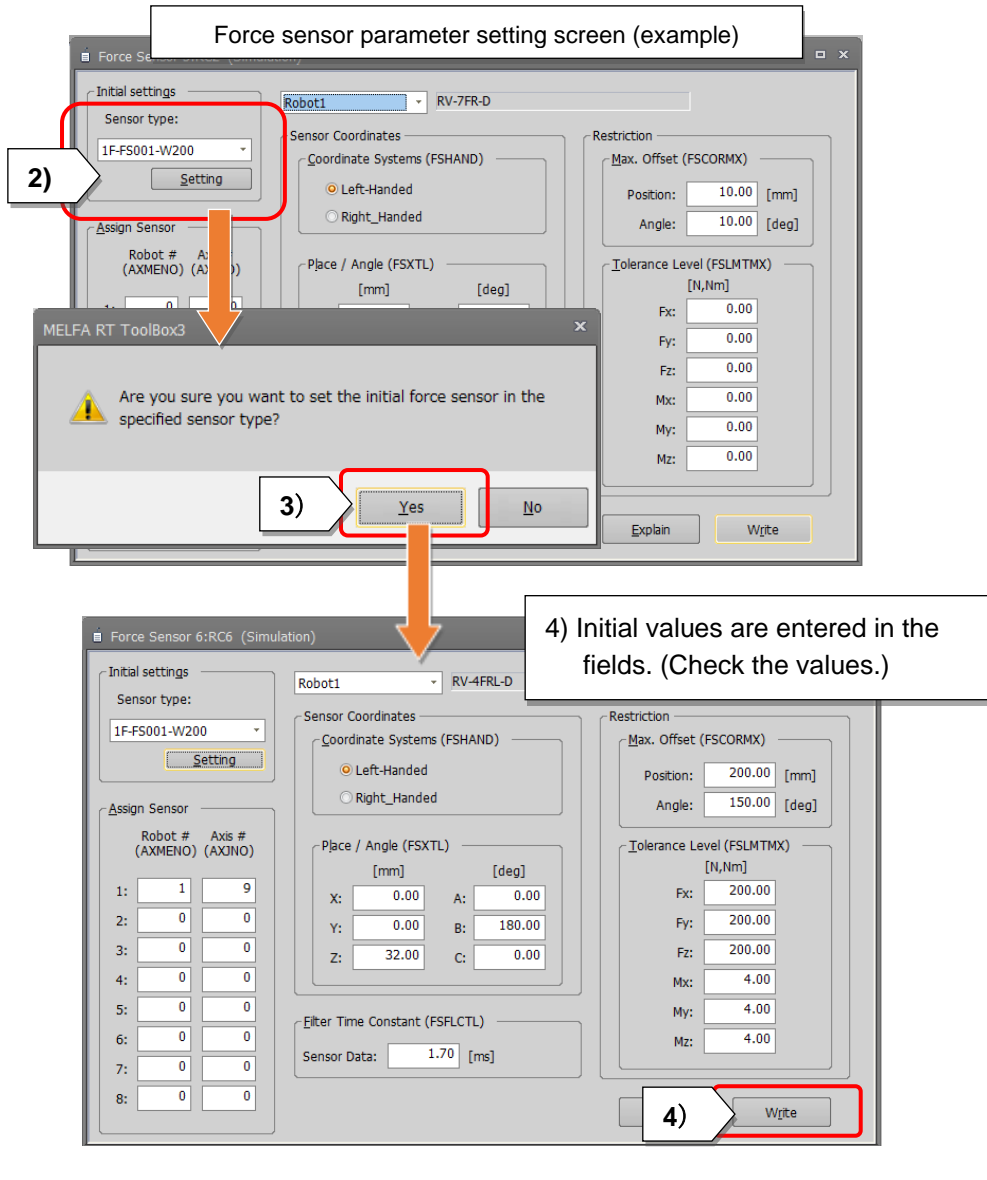 Force sensor parameter setting screen (example)
Initial settings
Sensor type:
1F-FS001-W200
Setting
2)
Assign Sensor
Robot #
(AXMENO)
Robot1
RV-7FR-D
Sensor Coordinates
Coordinate Systems (FSHAND)
Left-Handed
Right_Handed
Place / Angle (FSXTL)
[mm] [deg]
Restriction
Max. Offset (FSCORMX)
Position: 10.00 [mm]
Angle: 10.00 [deg]
Tolerance Level (FSLMTMX)
[N,Nm]
Fx: 0.00
Fy: 0.00
Fz: 0.00
Mx: 0.00
My: 0.00
Mz: 0.00
Explain Write
MELFA RT ToolBox3
Are you sure you want to set the initial force sensor in the
specified sensor type?
3)
Yes No
4) Initial values are entered in the
fields. (Check the values.)
Force Sensor 6:RC6 (Simulation)
Initial settings
Sensor type:
1F-FS001-W200
Setting
Assign Sensor
Robot # Axis #
(AXMENO) (AXJNO)
1: 1 9
2: 0 0
3: 0 0
4: 0 0
5: 0 0
6: 0 0
7: 0 0
8: 0 0
Robot1
RV-4FRL-D
Sensor Coordinates
Coordinate Systems (FSHAND)
Left-Handed
Right_Handed
Place / Angle (FSXTL)
[mm] [deg]
X: 0.00 A: 0.00
Y: 0.00 B: 180.00
Z: 32.00 C: 0.00
Filter Time Constant (FSFLCTL)
Sensor Data: 1.70 [ms]
Restriction
Max. Offset (FSCORMX)
Position: 200.00 [mm]
Angle: 150.00 [deg]
Tolerance Level (FSLMTMX)
[N,Nm]
Fx: 200.00
Fy: 200.00
Fz: 200.00
Mx: 4.00
My: 4.00
Mz: 4.00
4)
Write